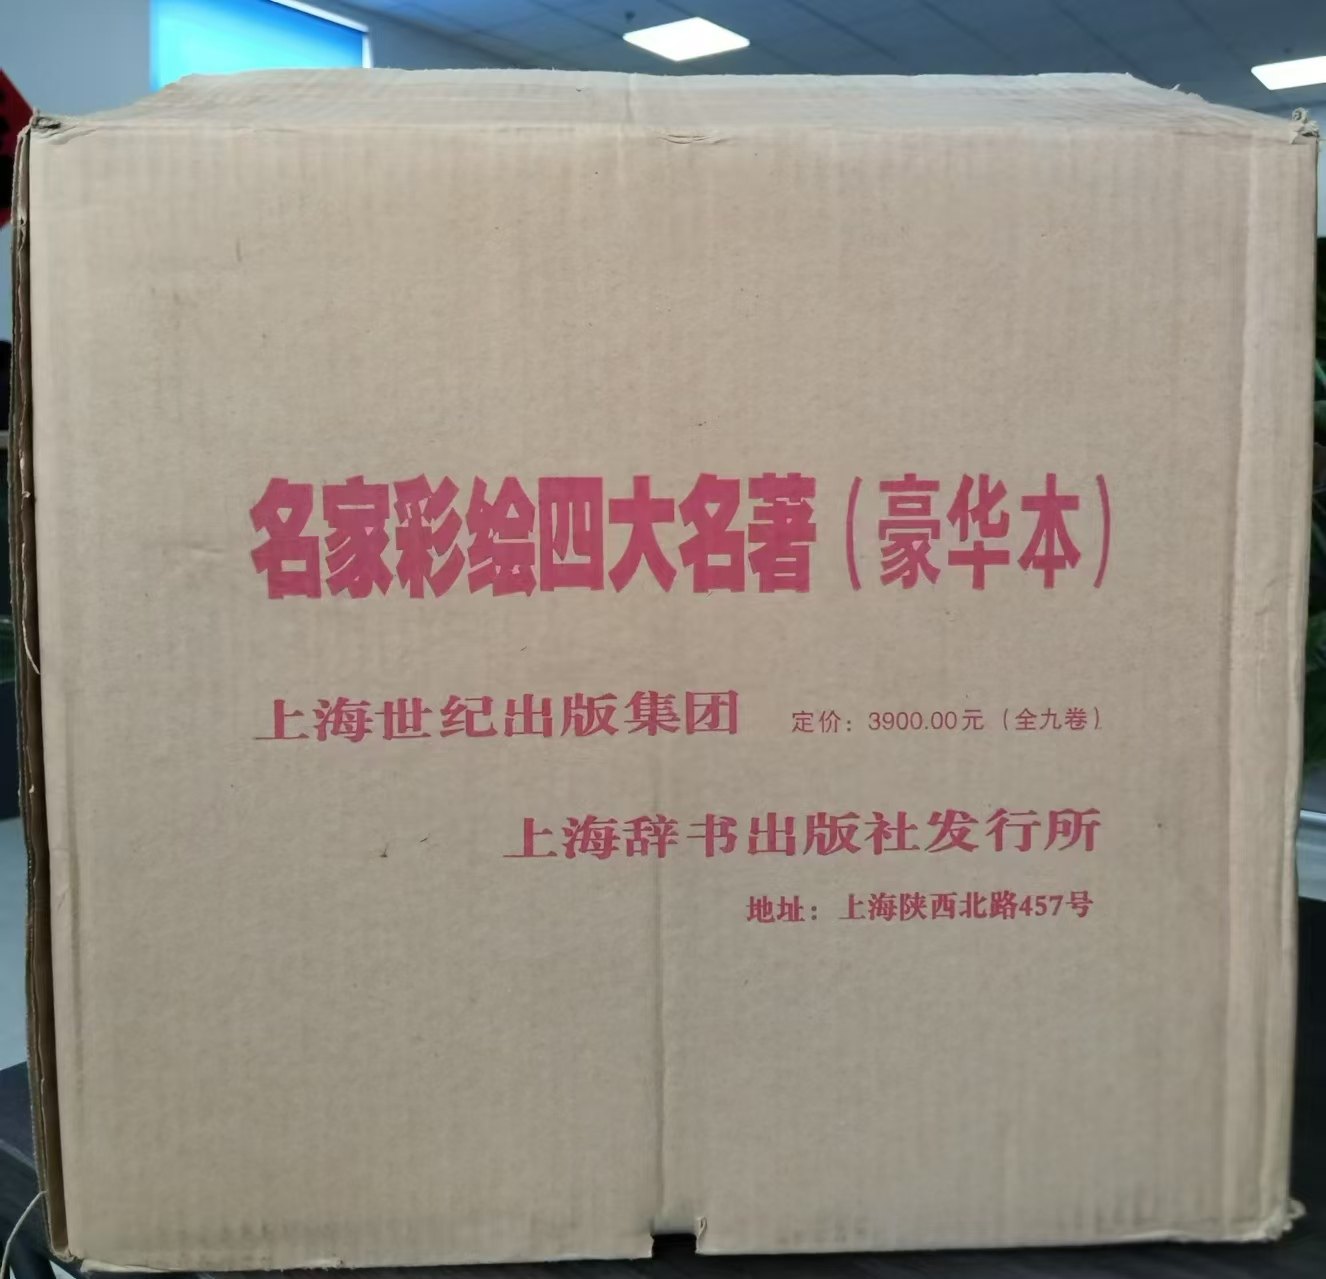 名家彩绘四大名著（豪华本）
上海世纪出版集团 定价：3900.00元（全九卷）
上海辞书出版社发行所
地址：上海陕西北路457号